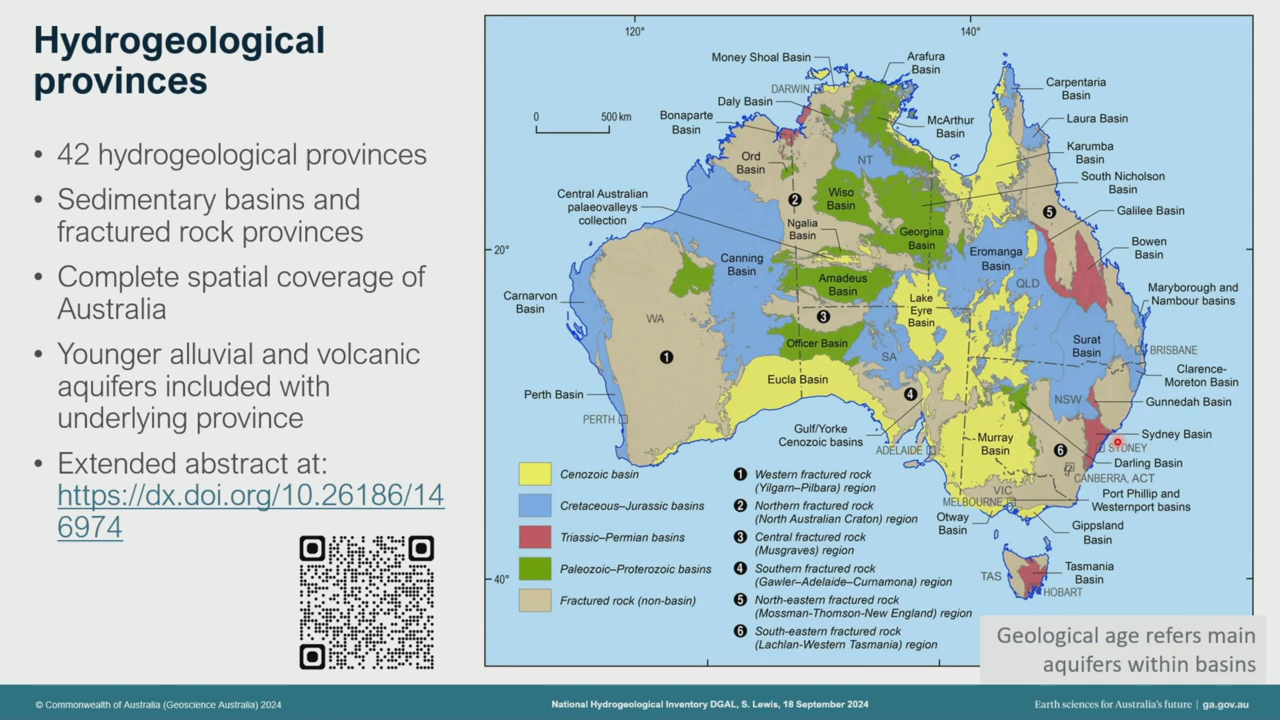 Hydrogeological
provinces
• 42 hydrogeological provinces
• Sedimentary basins and
fractured rock provinces
• Complete spatial coverage of
Australia
• Younger alluvial and volcanic
aquifers included with
underlying province
• Extended abstract at:
https://dx.doi.org/10.26186/14
6974
120°
140°
Money Shoal Basin
Arafura
Basin
DARWIN
Carpentaria
Basin
Daly Basin
0
500 km
Bonaparte
Basin
McArthur
Basin
Laura Basin
Ord
Basin
NT
Karumba
Basin
South Nicholson
Basin
Central Australian
palaeovalleys
collection
2
Wiso
Basin
5
Galilee Basin
Ngalia
Basin
Georgina
Basin
20°
Bowen
Basin
Canning
Basin
Eromanga
Basin
Amadeus
Basin
QLD
Carnarvon
Basin
Lake
Eyre
Basin
Maryborough and
Nambour basins
WA
3
1
Officer Basin
SA
Surat
Basin
BRISBANE
Eucla Basin
Clarence-
Moreton Basin
Perth Basin
4
NSW
Gunnedah Basin
PERTH
Gulf/Yorke
Cenozoic basins
Murray
Basin
6
Sydney Basin
SYDNEY
ADELAIDE
Darling Basin
CANBERRA, ACT
VIC
MELBOURNE
Port Phillip and
Westernport basins
Otway
Basin
Gippsland
Basin
40°
TAS
Tasmania
Basin
HOBART
Cenozoic basin
Cretaceous–Jurassic basins
Triassic–Permian basins
Paleozoic–Proterozoic basins
Fractured rock (non-basin)
1 Western fractured rock
(Yilgarn–Pilbara) region
2 Northern fractured rock
(North Australian Craton) region
3 Central fractured rock
(Musgraves) region
4 Southern fractured rock
(Gawler–Adelaide–Curnamona) region
5 North-eastern fractured rock
(Mossman-Thomson-New England) region
6 South-eastern fractured rock
(Lachlan-Western Tasmania) region
Geological age refers main
aquifers within basins
© Commonwealth of Australia (Geoscience Australia) 2024
National Hydrogeological Inventory DGAL, S. Lewis, 18 September 2024
Earth sciences for Australia's future | ga.gov.au